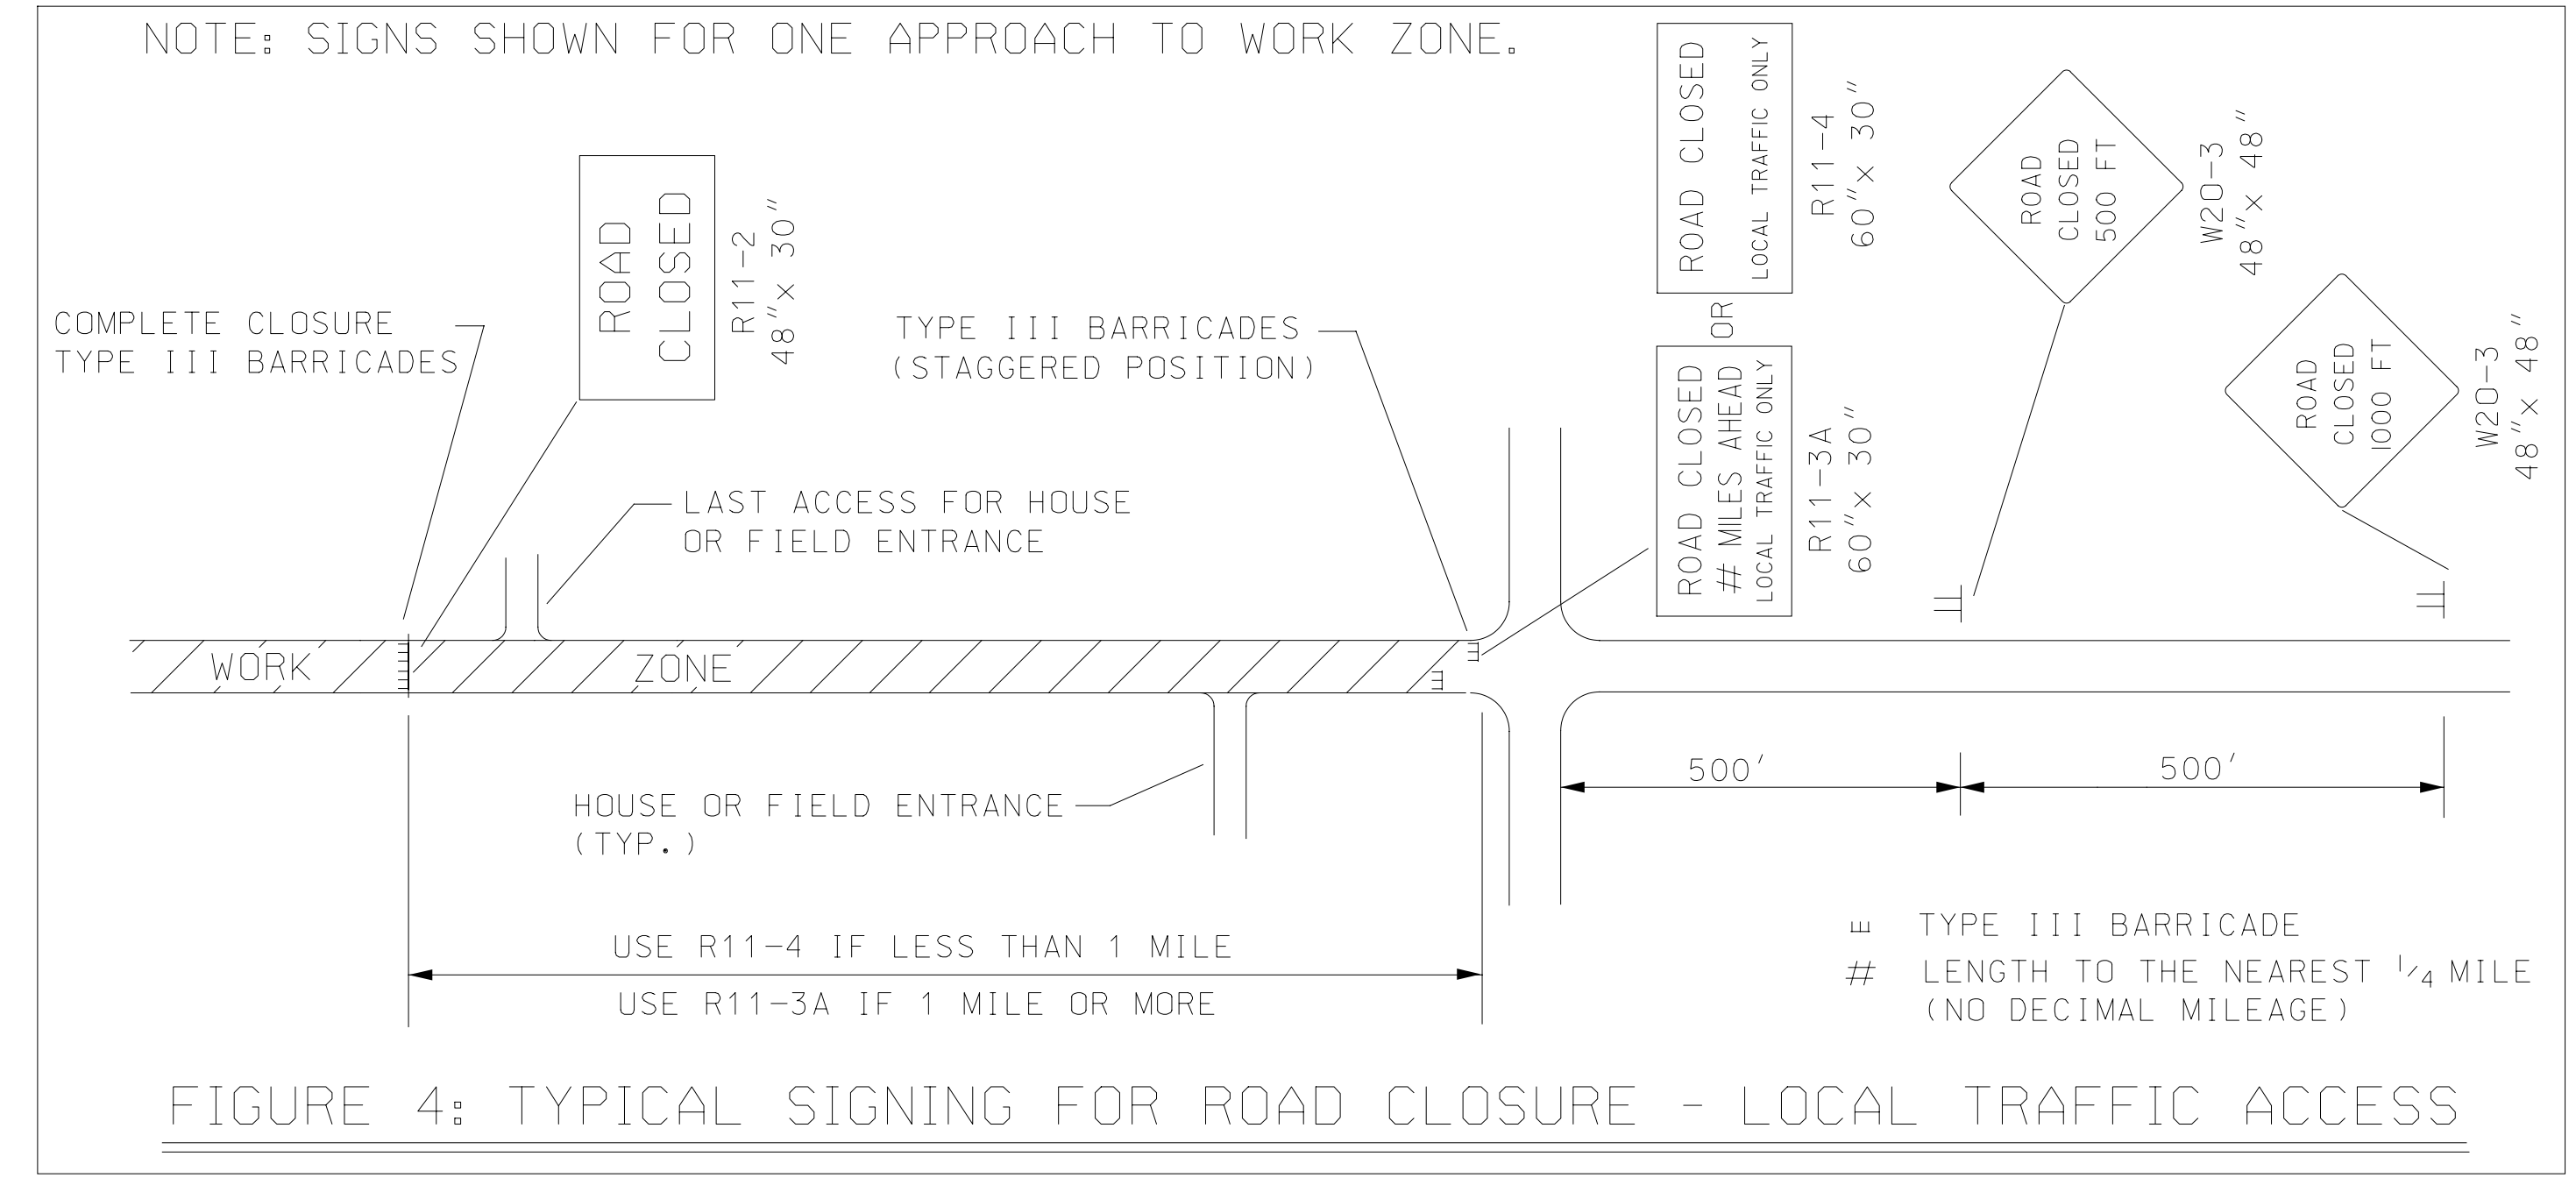 NOTE: SIGNS SHOWN FOR ONE APPROACH TO WORK ZONE.
COMPLETE CLOSURE
TYPE III BARRICADES
ROAD
CLOSED
R11-2
48"x 30"
TYPE III BARRICADES
(STAGGERED POSITION)
ROAD CLOSED
LOCAL TRAFFIC ONLY
R11-4
60"x 30"
OR
ROAD CLOSED
# MILES AHEAD
LOCAL TRAFFIC ONLY
R11-3A
60"x 30"
ROAD
CLOSED
500 FT
W20-3
48"x 48"
ROAD
CLOSED
1000 FT
W20-3
48"x 48"
LAST ACCESS FOR HOUSE
OR FIELD ENTRANCE
WORK ZONE
HOUSE OR FIELD ENTRANCE
(TYP.)
500'
500'
USE R11-4 IF LESS THAN 1 MILE
USE R11-3A IF 1 MILE OR MORE
TYPE III BARRICADE
# LENGTH TO THE NEAREST 1/4 MILE
(NO DECIMAL MILEAGE)
FIGURE 4: TYPICAL SIGNING FOR ROAD CLOSURE - LOCAL TRAFFIC ACCESS